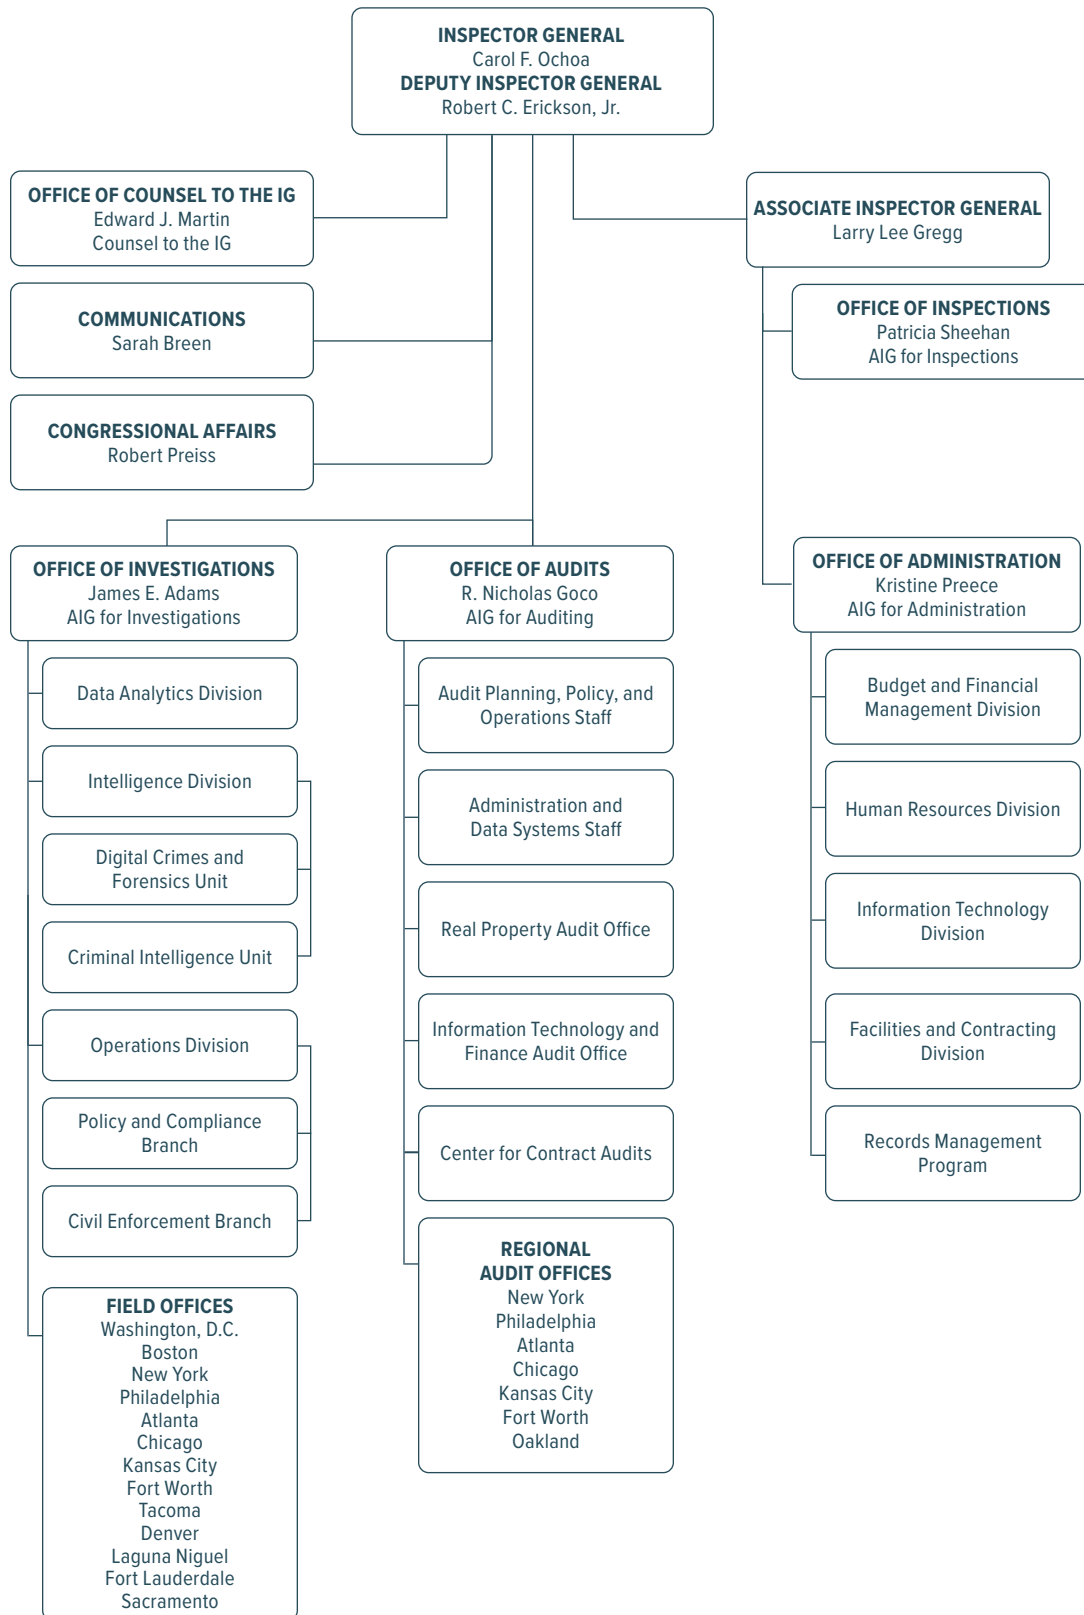 INSPECTOR GENERAL
Carol F. Ochoa
DEPUTY INSPECTOR GENERAL
Robert C. Erickson, Jr.
OFFICE OF COUNSEL TO THE IG
Edward J. Martin
Counsel to the IG
ASSOCIATE INSPECTOR GENERAL
Larry Lee Gregg
COMMUNICATIONS
Sarah Breen
OFFICE OF INSPECTIONS
Patricia Sheehan
AIG for Inspections
CONGRESSIONAL AFFAIRS
Robert Preiss
OFFICE OF INVESTIGATIONS
James E. Adams
AIG for Investigations
Data Analytics Division
Intelligence Division
Digital Crimes and
Forensics Unit
Criminal Intelligence Unit
Operations Division
Policy and Compliance
Branch
Civil Enforcement Branch
FIELD OFFICES
Washington, D.C.
Boston
New York
Philadelphia
Atlanta
Chicago
Kansas City
Fort Worth
Tacoma
Denver
Laguna Niguel
Fort Lauderdale
Sacramento
OFFICE OF AUDITS
R. Nicholas Goco
AIG for Auditing
Audit Planning, Policy, and
Operations Staff
Administration and
Data Systems Staff
Real Property Audit Office
Information Technology and
Finance Audit Office
Center for Contract Audits
REGIONAL
AUDIT OFFICES
New York
Philadelphia
Atlanta
Chicago
Kansas City
Fort Worth
Oakland
OFFICE OF ADMINISTRATION
Kristine Preece
AIG for Administration
Budget and Financial
Management Division
Human Resources Division
Information Technology
Division
Facilities and Contracting
Division
Records Management
Program